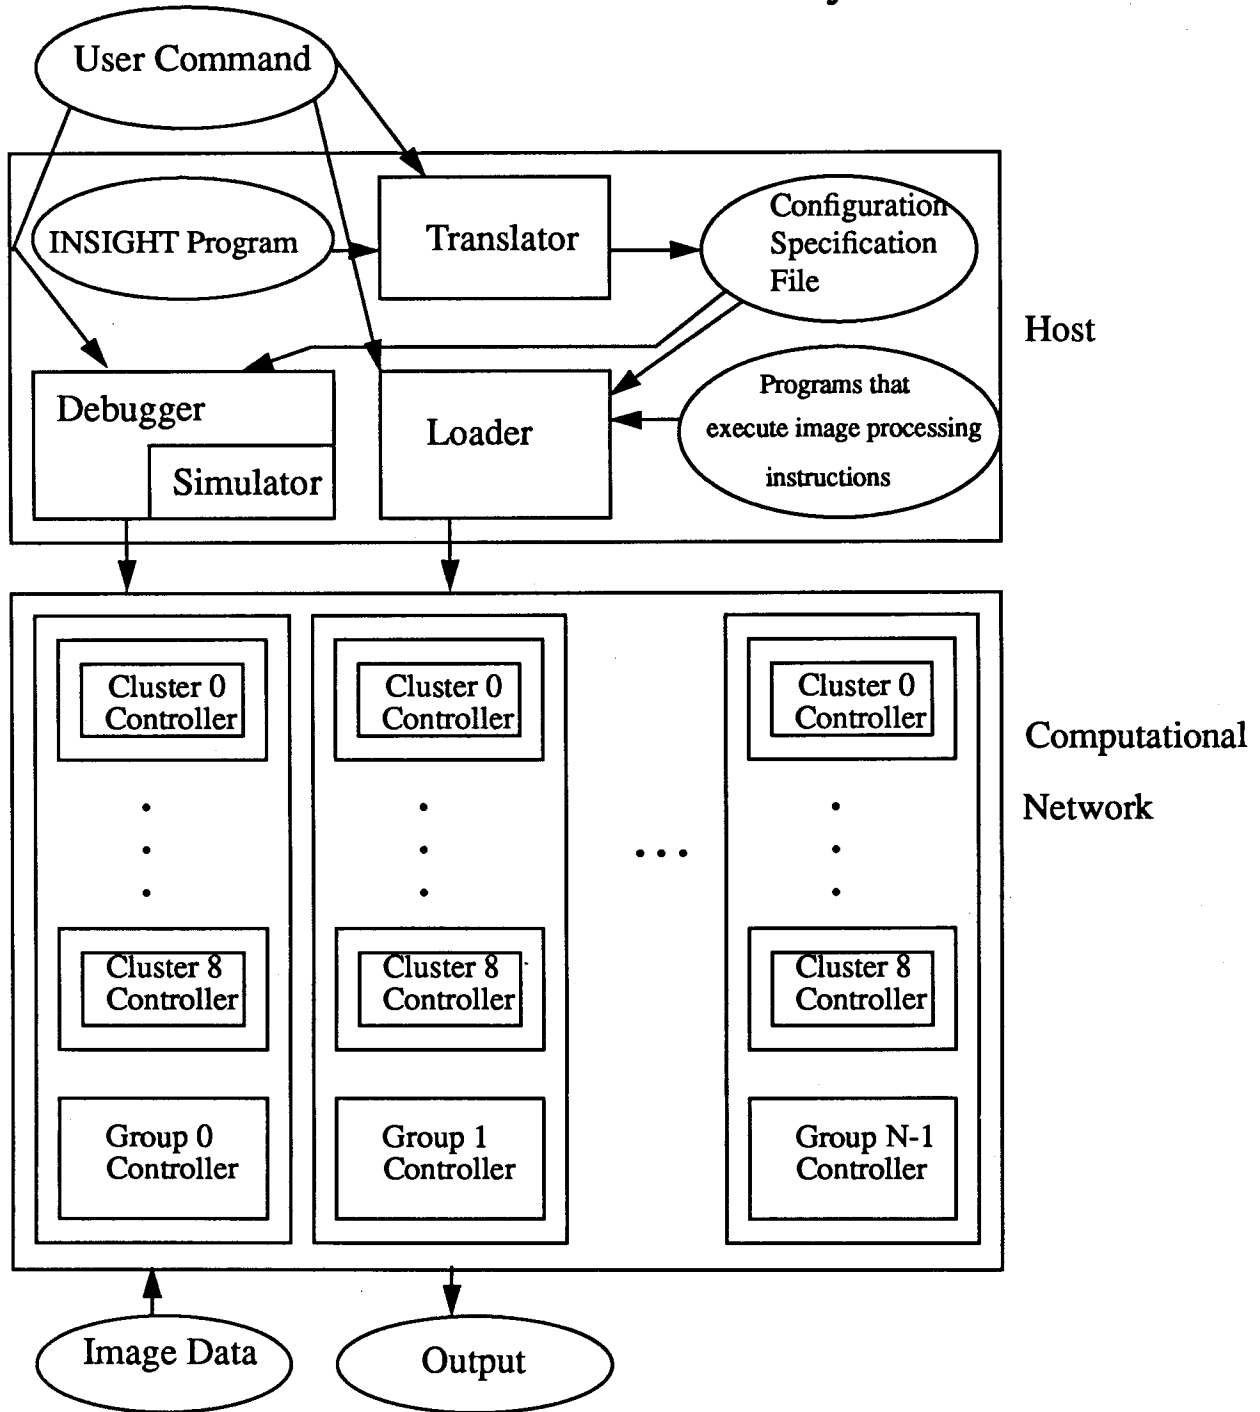 User Command
INSIGHT Program
Translator
Configuration
Specification
File
Host
Debugger
Simulator
Loader
Programs that
execute image processing
instructions
Cluster 0
Controller
Cluster 0
Controller
Cluster 0
Controller
Computational
Network
Cluster 8
Controller
Cluster 8
Controller
Cluster 8
Controller
Group 0
Controller
Group 1
Controller
Group N-1
Controller
Image Data
Output